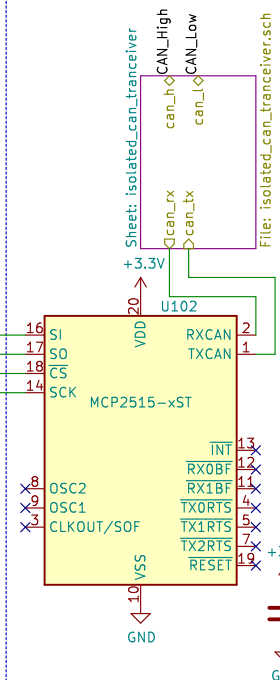 CAN_High
CAN_Low
Sheet: isolated_can_tranceiver
File: isolated_can_tranceiver.sch
can_h
can_l
can_rx
can_tx
+3.3V
U102
20
VDD
16 SI
17 SO
18 CS
14 SCK
RXCAN 2
TXCAN 1
MCP2515-xST
INT 13
RX0BF 12
RX1BF 11
TX0RTS 4
TX1RTS 5
TX2RTS 7
RESET 19
8 OSC2
9 OSC1
3 CLKOUT/SOF
VSS
10
GND